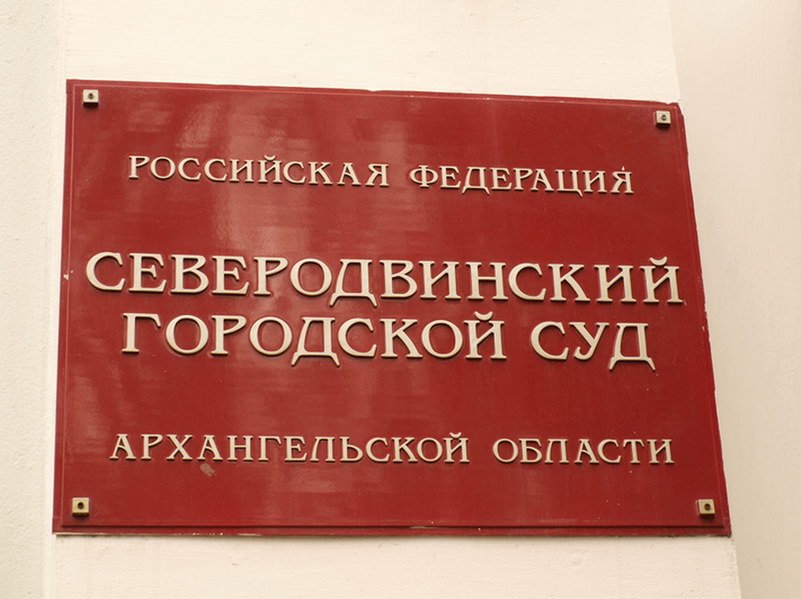 РОССИЙСКАЯ ФЕДЕРАЦИЯ
СЕВЕРОДВИНСКИЙ
ГОРОДСКОЙ СУД
АРХАНГЕЛЬСКОЙ ОБЛАСТИ